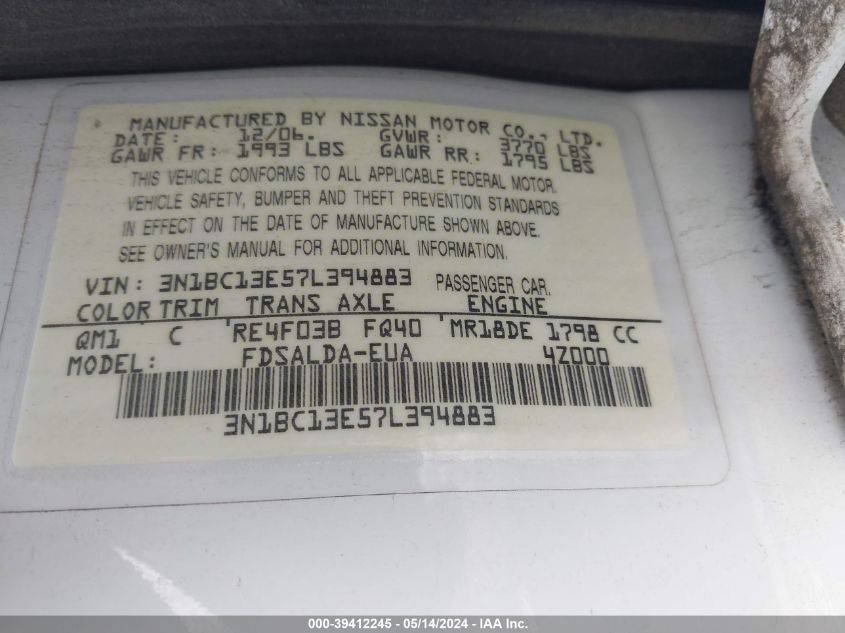 MANUFACTURED BY NISSAN MOTOR CO., LTD.
DATE: 12/06. GVWR: 3770 LBS
GAWR FR: 1993 LBS GAWR RR: 1795 LBS
THIS VEHICLE CONFORMS TO ALL APPLICABLE FEDERAL MOTOR
VEHICLE SAFETY, BUMPER AND THEFT PREVENTION STANDARDS
IN EFFECT ON THE DATE OF MANUFACTURE SHOWN ABOVE.
SEE OWNER'S MANUAL FOR ADDITIONAL INFORMATION.
VIN: 3N1BC13E57L394883 PASSENGER CAR.
COLOR TRIM TRANS AXLE ENGINE
QM1 C RE4F03B FQ40 MR18DE 1798 CC
MODEL: FDSALDA-EUA 4Z000
3N1BC13E57L394883
000-39412245 - 05/14/2024 - IAA Inc.